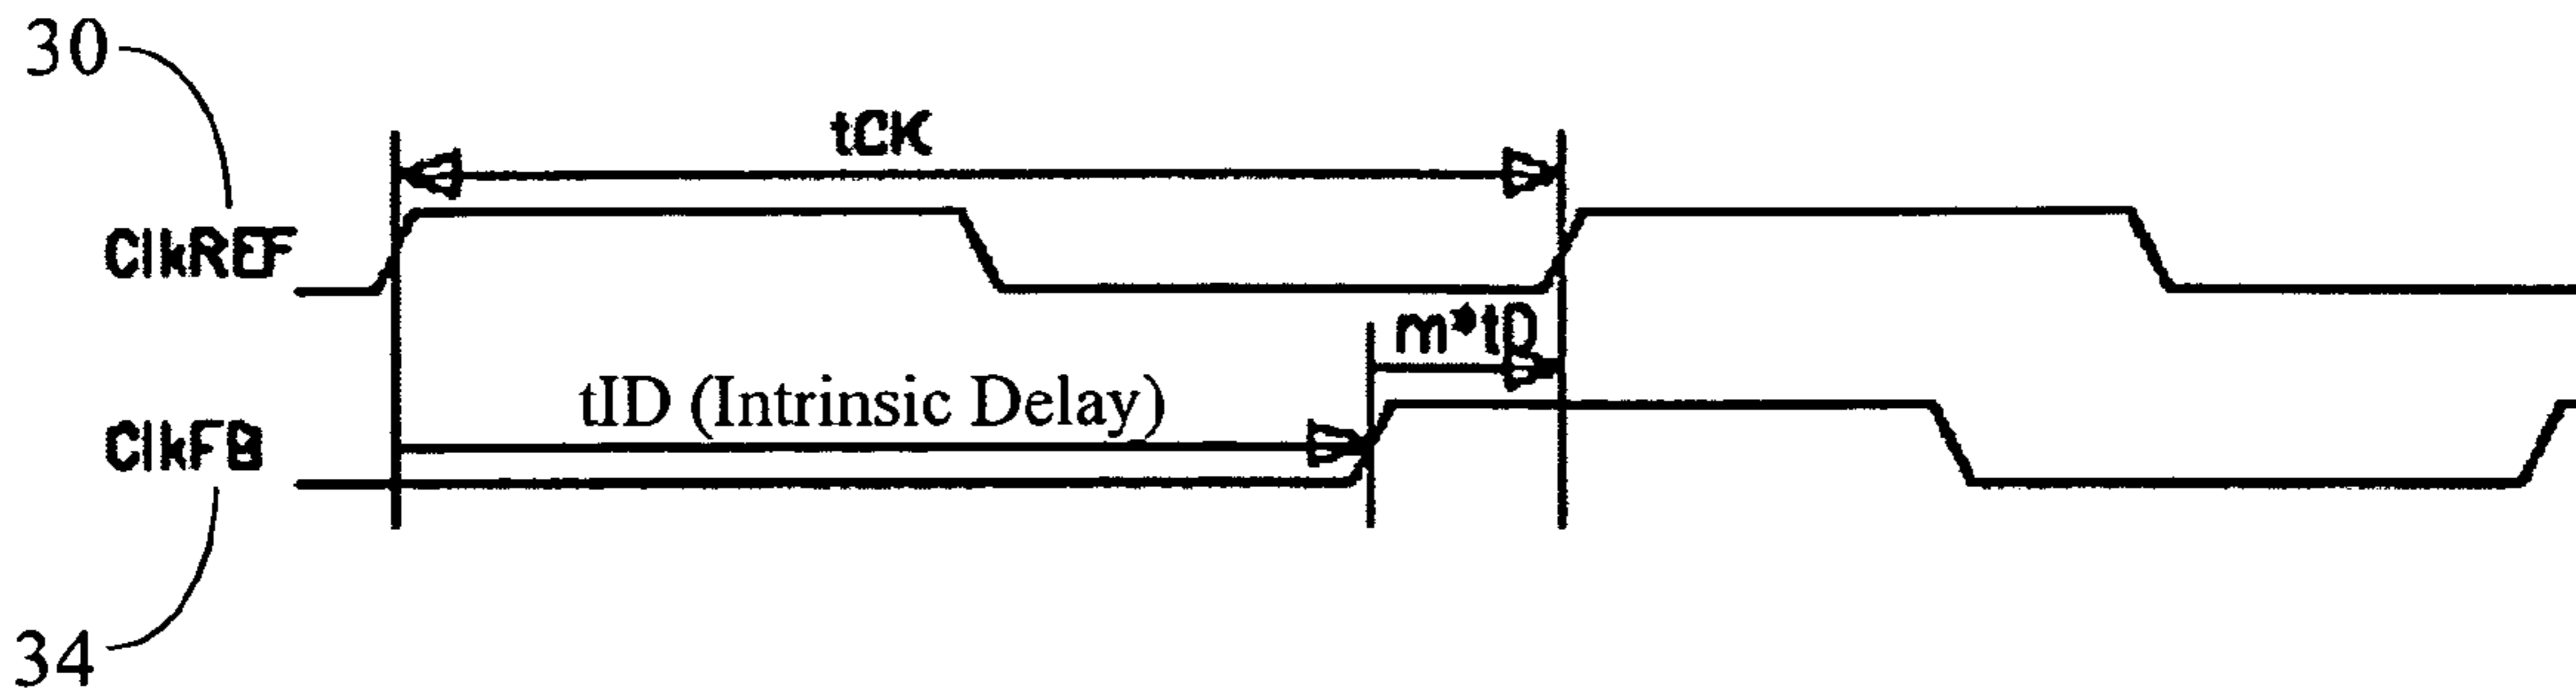 30
tCK
ClkREF
m*tD
tID (Intrinsic Delay)
ClkFB
34